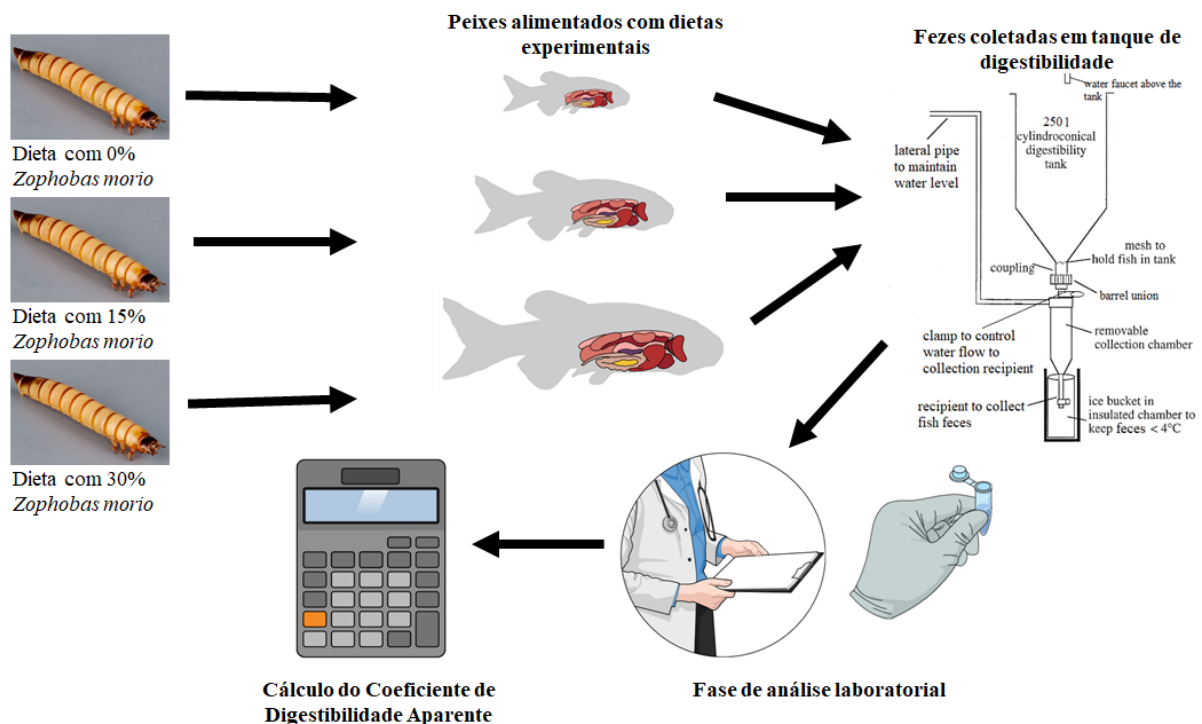 Peixes alimentados com dietas
experimentais
Fezes coletadas em tanque de
digestibilidade
Dieta com 0%
Zophobas morio
Dieta com 15%
Zophobas morio
Dieta com 30%
Zophobas morio
water faucet above the
tank
250 l
cylindroconical
digestibility
tank
lateral pipe
to maintain
water level
mesh to
hold fish in tank
coupling
barrel union
clamp to control
water flow to
collection recipient
removable
collection chamber
recipient to collect
fish feces
ice bucket in
insulated chamber to
keep feces < 4°C
Cálculo do Coeficiente de
Digestibilidade Aparente
Fase de análise laboratorial